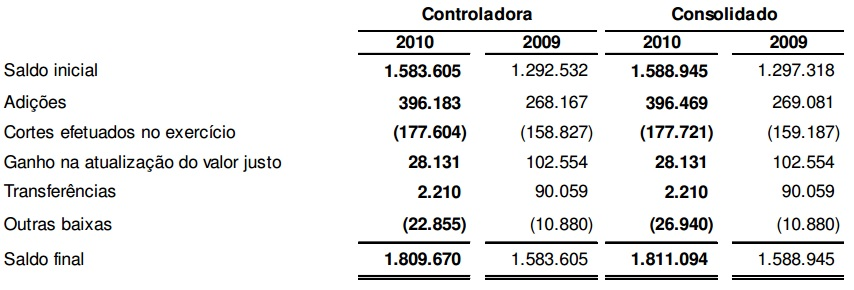 Controladora Consolidado
2010 2009 2010 2009
Saldo inicial 1.583.605 1.292.532 1.588.945 1.297.318
Adições 396.183 268.167 396.469 269.081
Cortes efetuados no exercício (177.604) (158.827) (177.721) (159.187)
Ganho na atualização do valor justo 28.131 102.554 28.131 102.554
Transferências 2.210 90.059 2.210 90.059
Outras baixas (22.855) (10.880) (26.940) (10.880)
Saldo final 1.809.670 1.583.605 1.811.094 1.588.945